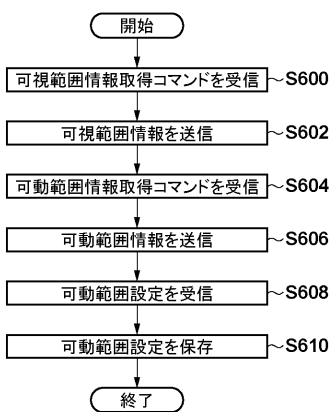 開始
可視範囲情報取得コマンドを受信 S600
可視範囲情報を送信 S602
可動範囲情報取得コマンドを受信 S604
可動範囲情報を送信 S606
可動範囲設定を受信 S608
可動範囲設定を保存 S610
終了